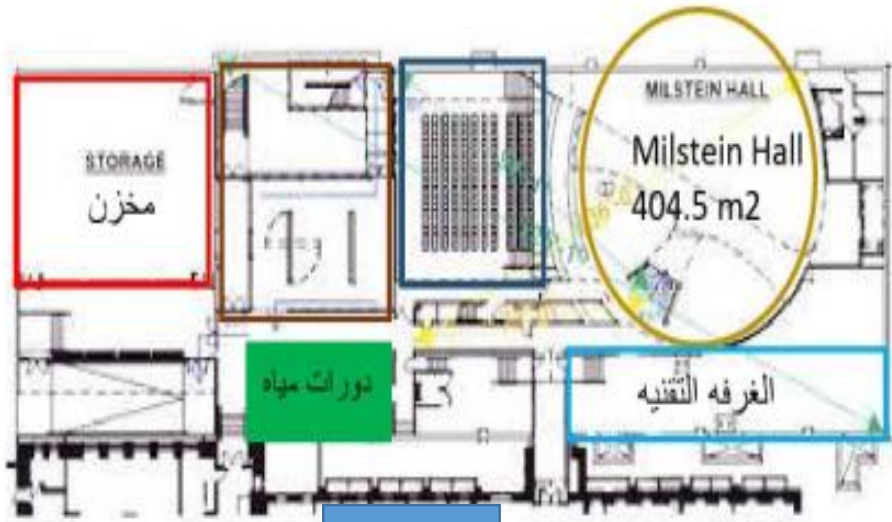 MILSTEIN HALL
Milstein Hall
404.5 m2
STORAGE
مخزن
دورات مياه
الغرفه التقنيه